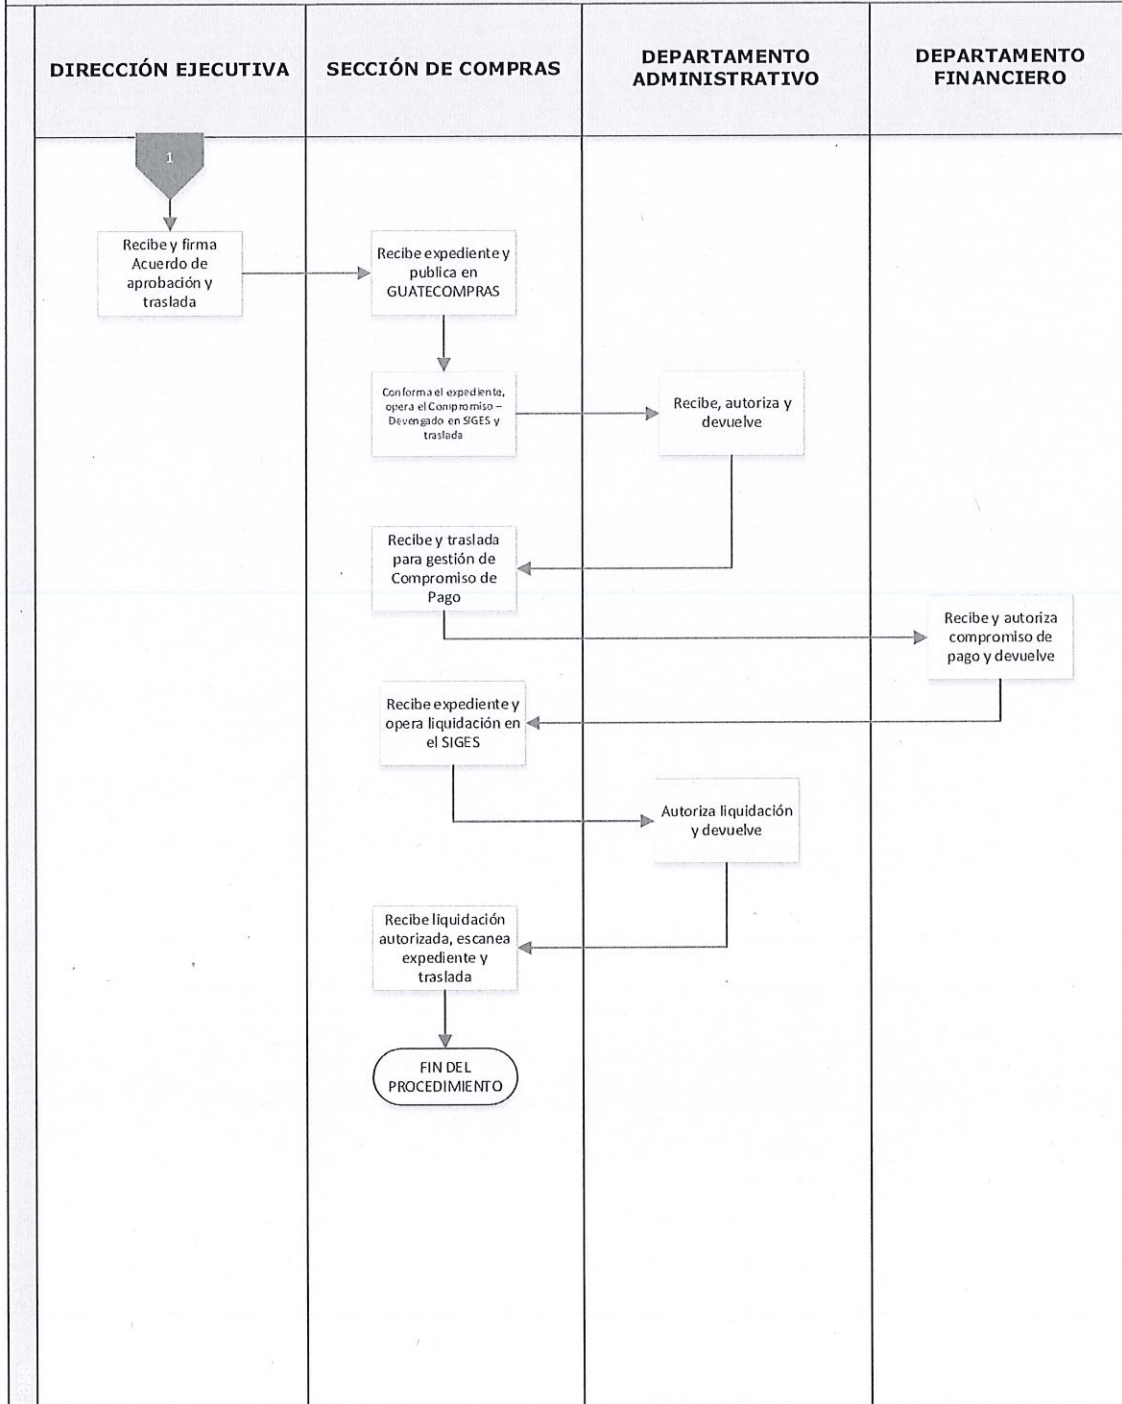 DIRECCIÓN EJECUTIVA
SECCIÓN DE COMPRAS
DEPARTAMENTO
ADMINISTRATIVO
DEPARTAMENTO
FINANCIERO
1
Recibe y firma
Acuerdo de
aprobación y
traslada
Recibe expediente y
publica en
GUATECOMPRAS
Conforma el expediente,
opera el Compromiso –
Devengado en SIGES y
traslada
Recibe, autoriza y
devuelve
Recibe y traslada
para gestión de
Compromiso de
Pago
Recibe y autoriza
compromiso de
pago y devuelve
Recibe expediente y
opera liquidación en
el SIGES
Autoriza liquidación
y devuelve
Recibe liquidación
autorizada, escanea
expediente y
traslada
FIN DEL
PROCEDIMIENTO